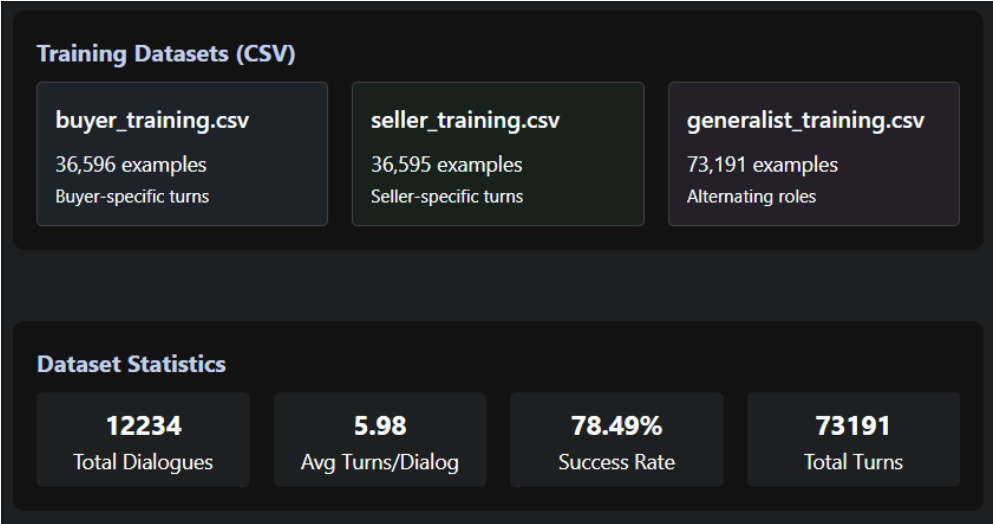 Training Datasets (CSV)
buyer_training.csv
36,596 examples
Buyer-specific turns
seller_training.csv
36,595 examples
Seller-specific turns
generalist_training.csv
73,191 examples
Alternating roles
Dataset Statistics
12234
Total Dialogues
5.98
Avg Turns/Dialog
78.49%
Success Rate
73191
Total Turns